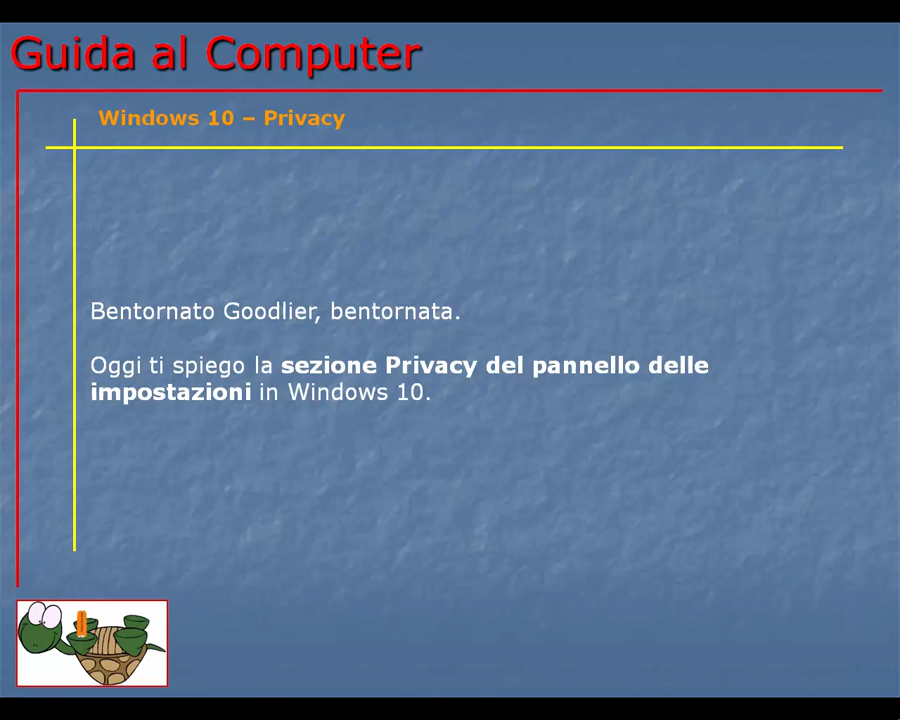 Guida al Computer
Windows 10 – Privacy
Bentornato Goodlier, bentornata.
Oggi ti spiego la sezione Privacy del pannello delle
impostazioni in Windows 10.